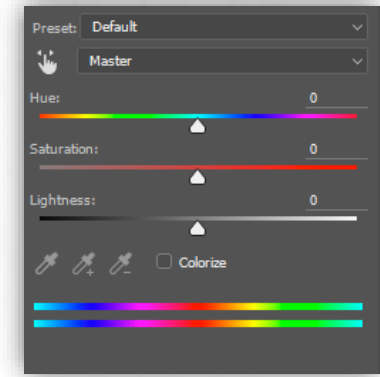 Preset: Default
Master
Hue: 0
Saturation: 0
Lightness: 0
Colorize